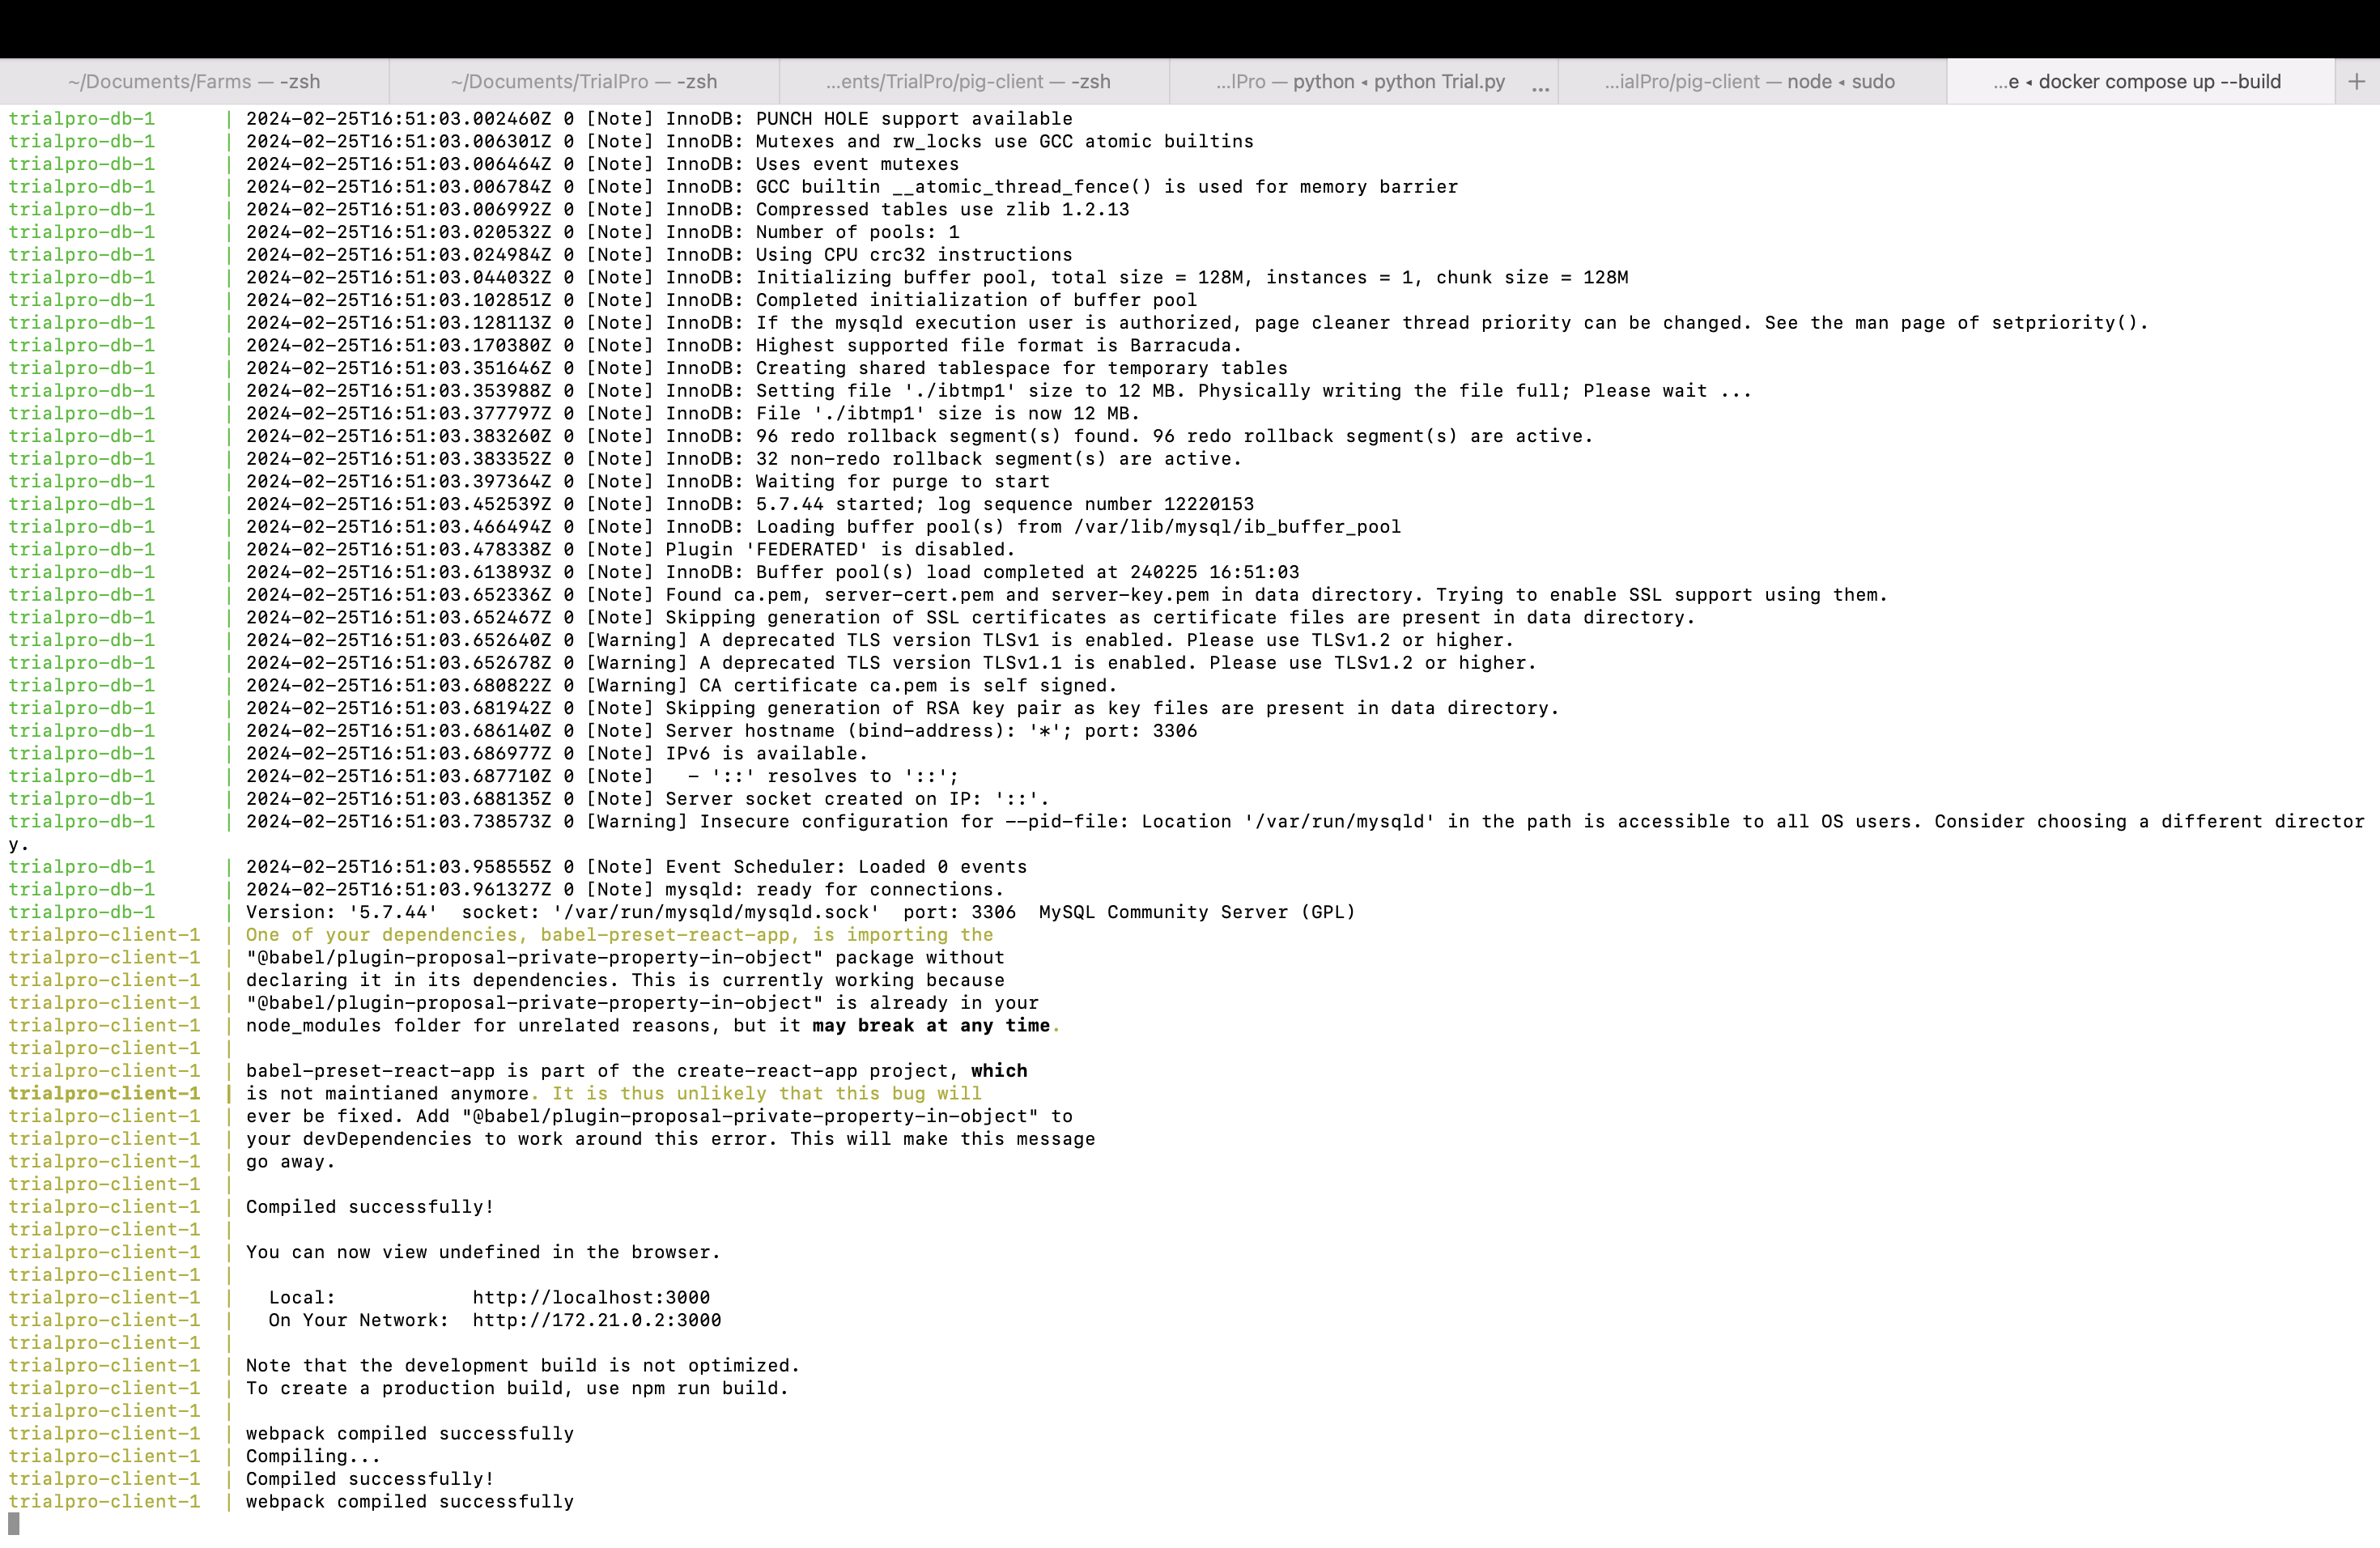 ~/Documents/Farms — -zsh
~/Documents/TrialPro — -zsh
...ents/TrialPro/pig-client — -zsh
...lPro — python ◂ python Trial.py ...
...ialPro/pig-client — node ◂ sudo
...e ◂ docker compose up --build +
trialpro-db-1 | 2024-02-25T16:51:03.002460Z 0 [Note] InnoDB: PUNCH HOLE support available
trialpro-db-1 | 2024-02-25T16:51:03.006301Z 0 [Note] InnoDB: Mutexes and rw_locks use GCC atomic builtins
trialpro-db-1 | 2024-02-25T16:51:03.006464Z 0 [Note] InnoDB: Uses event mutexes
trialpro-db-1 | 2024-02-25T16:51:03.006784Z 0 [Note] InnoDB: GCC builtin __atomic_thread_fence() is used for memory barrier
trialpro-db-1 | 2024-02-25T16:51:03.006992Z 0 [Note] InnoDB: Compressed tables use zlib 1.2.13
trialpro-db-1 | 2024-02-25T16:51:03.020532Z 0 [Note] InnoDB: Number of pools: 1
trialpro-db-1 | 2024-02-25T16:51:03.024984Z 0 [Note] InnoDB: Using CPU crc32 instructions
trialpro-db-1 | 2024-02-25T16:51:03.044032Z 0 [Note] InnoDB: Initializing buffer pool, total size = 128M, instances = 1, chunk size = 128M
trialpro-db-1 | 2024-02-25T16:51:03.102851Z 0 [Note] InnoDB: Completed initialization of buffer pool
trialpro-db-1 | 2024-02-25T16:51:03.128113Z 0 [Note] InnoDB: If the mysqld execution user is authorized, page cleaner thread priority can be changed. See the man page of setpriority().
trialpro-db-1 | 2024-02-25T16:51:03.170380Z 0 [Note] InnoDB: Highest supported file format is Barracuda.
trialpro-db-1 | 2024-02-25T16:51:03.351646Z 0 [Note] InnoDB: Creating shared tablespace for temporary tables
trialpro-db-1 | 2024-02-25T16:51:03.353988Z 0 [Note] InnoDB: Setting file './ibtmp1' size to 12 MB. Physically writing the file full; Please wait ...
trialpro-db-1 | 2024-02-25T16:51:03.377797Z 0 [Note] InnoDB: File './ibtmp1' size is now 12 MB.
trialpro-db-1 | 2024-02-25T16:51:03.383260Z 0 [Note] InnoDB: 96 redo rollback segment(s) found. 96 redo rollback segment(s) are active.
trialpro-db-1 | 2024-02-25T16:51:03.383352Z 0 [Note] InnoDB: 32 non-redo rollback segment(s) are active.
trialpro-db-1 | 2024-02-25T16:51:03.397364Z 0 [Note] InnoDB: Waiting for purge to start
trialpro-db-1 | 2024-02-25T16:51:03.452539Z 0 [Note] InnoDB: 5.7.44 started; log sequence number 12220153
trialpro-db-1 | 2024-02-25T16:51:03.466494Z 0 [Note] InnoDB: Loading buffer pool(s) from /var/lib/mysql/ib_buffer_pool
trialpro-db-1 | 2024-02-25T16:51:03.478338Z 0 [Note] Plugin 'FEDERATED' is disabled.
trialpro-db-1 | 2024-02-25T16:51:03.613893Z 0 [Note] InnoDB: Buffer pool(s) load completed at 240225 16:51:03
trialpro-db-1 | 2024-02-25T16:51:03.652336Z 0 [Note] Found ca.pem, server-cert.pem and server-key.pem in data directory. Trying to enable SSL support using them.
trialpro-db-1 | 2024-02-25T16:51:03.652467Z 0 [Note] Skipping generation of SSL certificates as certificate files are present in data directory.
trialpro-db-1 | 2024-02-25T16:51:03.652640Z 0 [Warning] A deprecated TLS version TLSv1 is enabled. Please use TLSv1.2 or higher.
trialpro-db-1 | 2024-02-25T16:51:03.652678Z 0 [Warning] A deprecated TLS version TLSv1.1 is enabled. Please use TLSv1.2 or higher.
trialpro-db-1 | 2024-02-25T16:51:03.680822Z 0 [Warning] CA certificate ca.pem is self signed.
trialpro-db-1 | 2024-02-25T16:51:03.681942Z 0 [Note] Skipping generation of RSA key pair as key files are present in data directory.
trialpro-db-1 | 2024-02-25T16:51:03.686140Z 0 [Note] Server hostname (bind-address): '*'; port: 3306
trialpro-db-1 | 2024-02-25T16:51:03.686977Z 0 [Note] IPv6 is available.
trialpro-db-1 | 2024-02-25T16:51:03.687710Z 0 [Note]   - '::' resolves to '::';
trialpro-db-1 | 2024-02-25T16:51:03.688135Z 0 [Note] Server socket created on IP: '::'.
trialpro-db-1 | 2024-02-25T16:51:03.738573Z 0 [Warning] Insecure configuration for --pid-file: Location '/var/run/mysqld' in the path is accessible to all OS users. Consider choosing a different director
y.
trialpro-db-1 | 2024-02-25T16:51:03.958555Z 0 [Note] Event Scheduler: Loaded 0 events
trialpro-db-1 | 2024-02-25T16:51:03.961327Z 0 [Note] mysqld: ready for connections.
trialpro-db-1 | Version: '5.7.44'  socket: '/var/run/mysqld/mysqld.sock'  port: 3306  MySQL Community Server (GPL)
trialpro-client-1 | One of your dependencies, babel-preset-react-app, is importing the
trialpro-client-1 | "@babel/plugin-proposal-private-property-in-object" package without
trialpro-client-1 | declaring it in its dependencies. This is currently working because
trialpro-client-1 | "@babel/plugin-proposal-private-property-in-object" is already in your
trialpro-client-1 | node_modules folder for unrelated reasons, but it may break at any time.
trialpro-client-1 |
trialpro-client-1 | babel-preset-react-app is part of the create-react-app project, which
trialpro-client-1 | is not maintianed anymore. It is thus unlikely that this bug will
trialpro-client-1 | ever be fixed. Add "@babel/plugin-proposal-private-property-in-object" to
trialpro-client-1 | your devDependencies to work around this error. This will make this message
trialpro-client-1 | go away.
trialpro-client-1 |
trialpro-client-1 | Compiled successfully!
trialpro-client-1 |
trialpro-client-1 | You can now view undefined in the browser.
trialpro-client-1 |
trialpro-client-1 |   Local:            http://localhost:3000
trialpro-client-1 |   On Your Network:  http://172.21.0.2:3000
trialpro-client-1 |
trialpro-client-1 | Note that the development build is not optimized.
trialpro-client-1 | To create a production build, use npm run build.
trialpro-client-1 |
trialpro-client-1 | webpack compiled successfully
trialpro-client-1 | Compiling...
trialpro-client-1 | Compiled successfully!
trialpro-client-1 | webpack compiled successfully